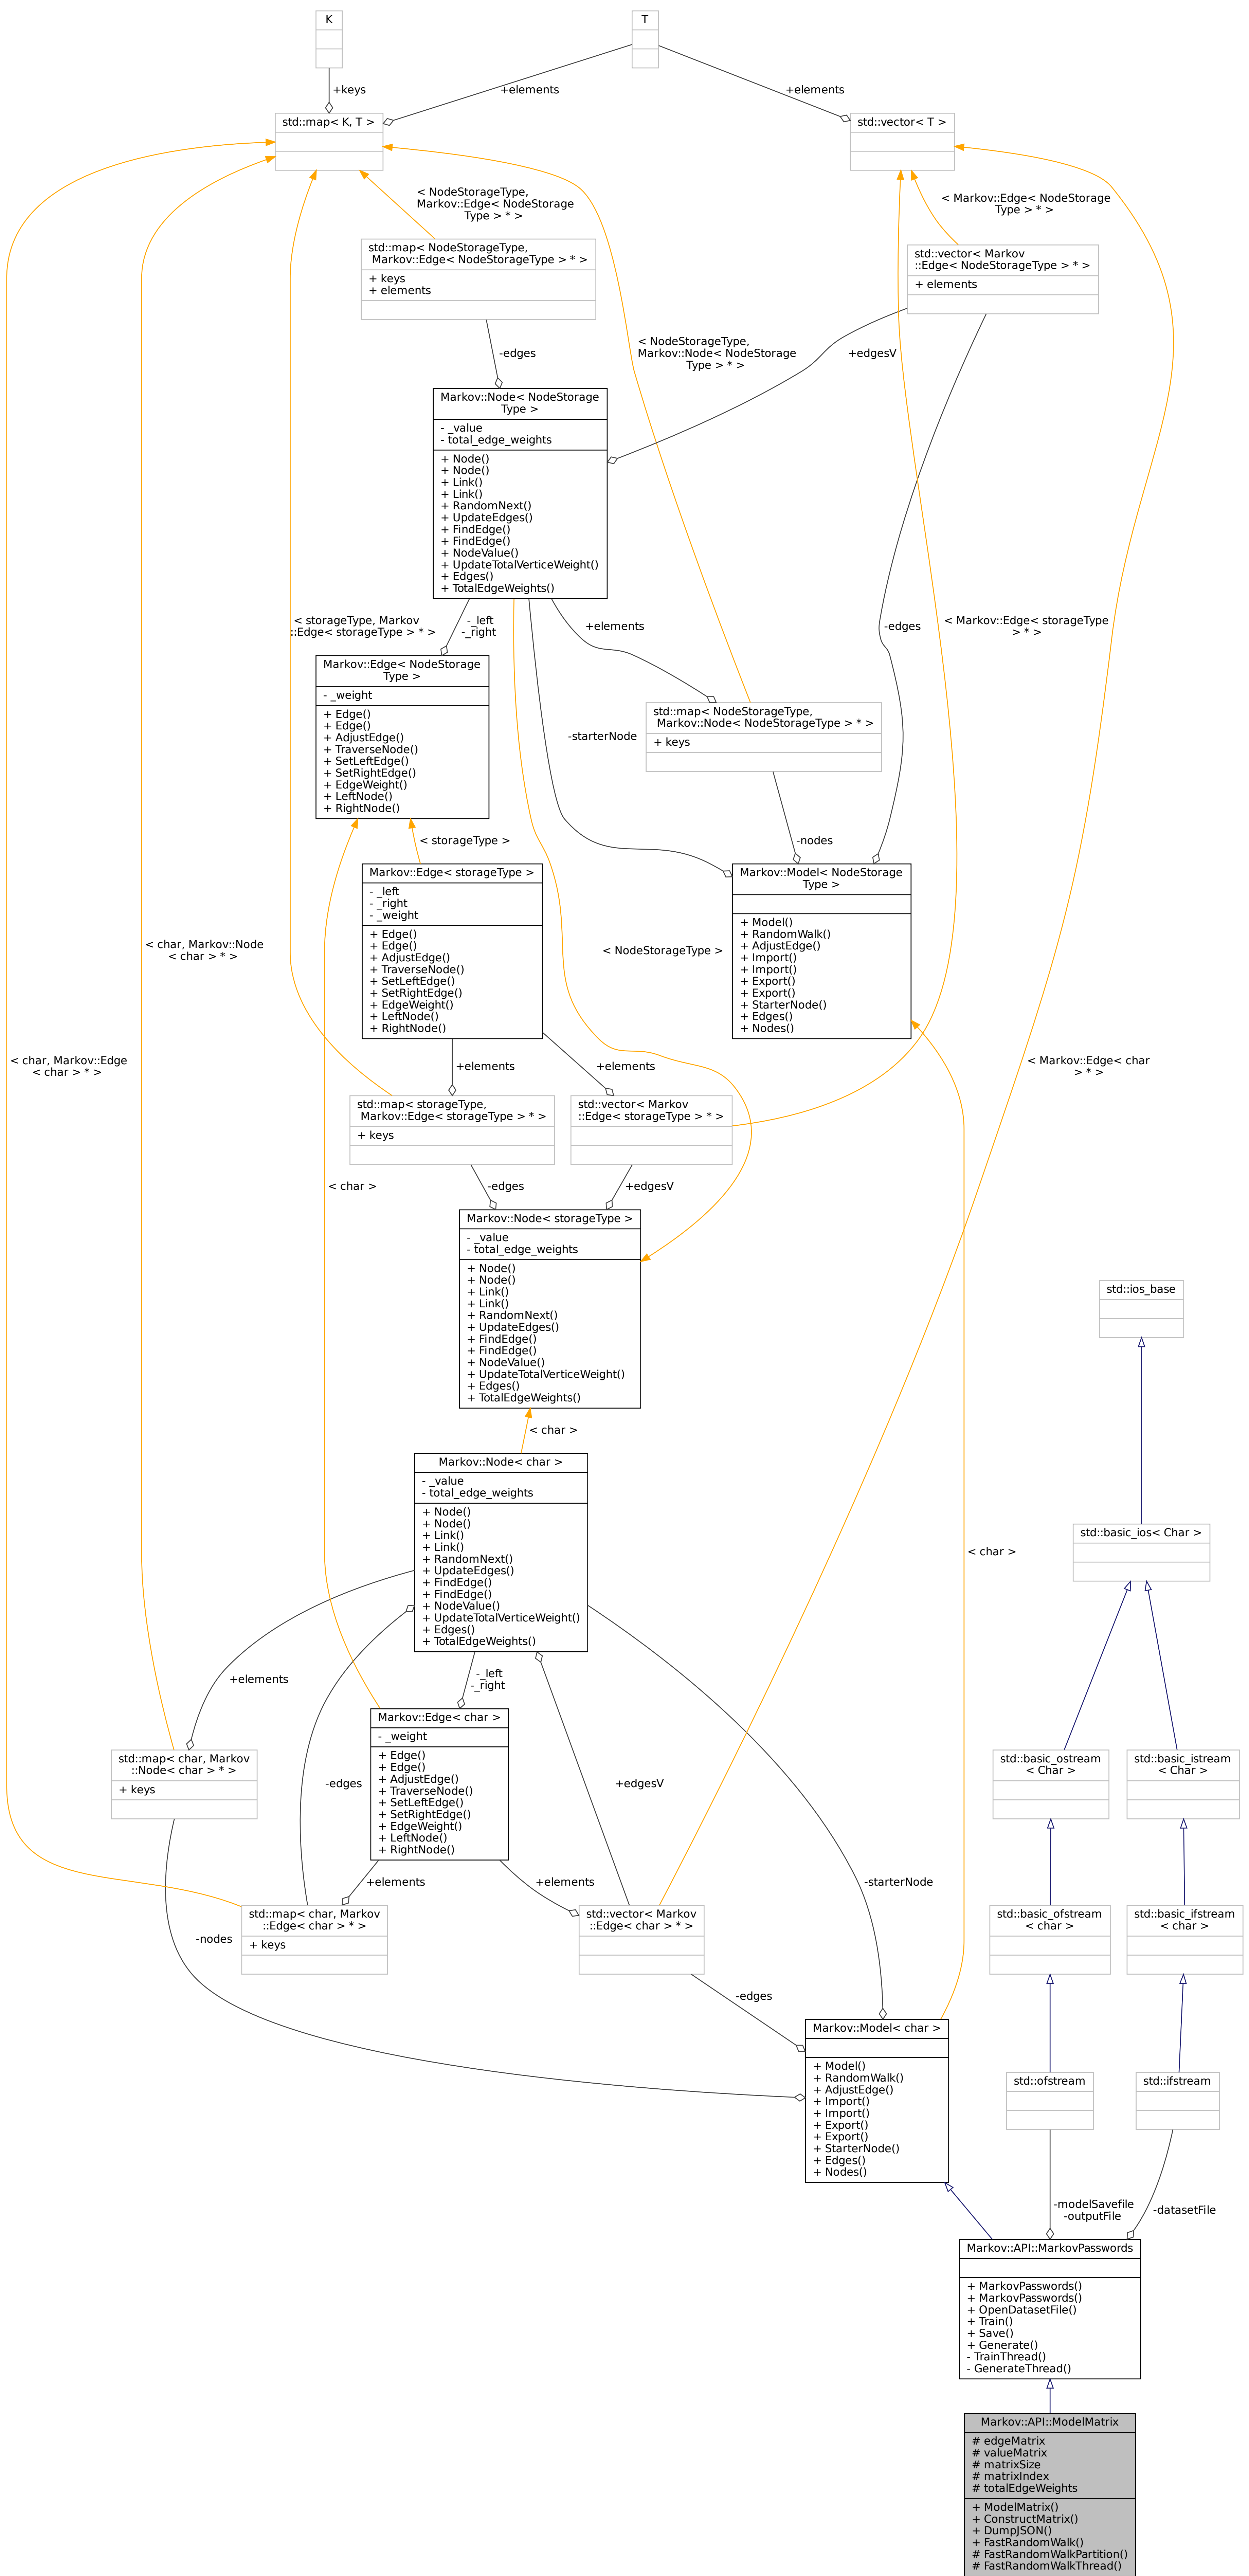 K
T
+keys
+elements
+elements
std::map< K, T >
std::vector< T >
< NodeStorageType,
Markov::Edge< NodeStorage
Type > * >
< Markov::Edge< NodeStorage
Type > * >
std::map< NodeStorageType,
Markov::Edge< NodeStorageType > * >
+ keys
+ elements
std::vector< Markov
::Edge< NodeStorageType > * >
+ elements
-edges
< NodeStorageType,
Markov::Node< NodeStorage
Type > * >
+edgesV
Markov::Node< NodeStorage
Type >
- _value
- total_edge_weights
+ Node()
+ Node()
+ Link()
+ Link()
+ RandomNext()
+ UpdateEdges()
+ FindEdge()
+ FindEdge()
+ NodeValue()
+ UpdateTotalVerticeWeight()
+ Edges()
+ TotalEdgeWeights()
< storageType, Markov
::Edge< storageType > * >
-_left
-_right
+elements
-edges
< Markov::Edge< storageType
> * >
Markov::Edge< NodeStorage
Type >
- _weight
+ Edge()
+ Edge()
+ AdjustEdge()
+ TraverseNode()
+ SetLeftEdge()
+ SetRightEdge()
+ EdgeWeight()
+ LeftNode()
+ RightNode()
std::map< NodeStorageType,
Markov::Node< NodeStorageType > * >
+ keys
-starterNode
< storageType >
-nodes
Markov::Edge< storageType >
- _left
- _right
- _weight
+ Edge()
+ Edge()
+ AdjustEdge()
+ TraverseNode()
+ SetLeftEdge()
+ SetRightEdge()
+ EdgeWeight()
+ LeftNode()
+ RightNode()
Markov::Model< NodeStorage
Type >
+ Model()
+ RandomWalk()
+ AdjustEdge()
+ Import()
+ Import()
+ Export()
+ Export()
+ StarterNode()
+ Edges()
+ Nodes()
< char, Markov::Node
< char > * >
< NodeStorageType >
< char, Markov::Edge
< char > * >
+elements
+elements
< Markov::Edge< char
> * >
std::map< storageType,
Markov::Edge< storageType > * >
+ keys
std::vector< Markov
::Edge< storageType > * >
< char >
-edges
+edgesV
Markov::Node< storageType >
- _value
- total_edge_weights
+ Node()
+ Node()
+ Link()
+ Link()
+ RandomNext()
+ UpdateEdges()
+ FindEdge()
+ FindEdge()
+ NodeValue()
+ UpdateTotalVerticeWeight()
+ Edges()
+ TotalEdgeWeights()
std::ios_base
< char >
Markov::Node< char >
- _value
- total_edge_weights
+ Node()
+ Node()
+ Link()
+ Link()
+ RandomNext()
+ UpdateEdges()
+ FindEdge()
+ FindEdge()
+ NodeValue()
+ UpdateTotalVerticeWeight()
+ Edges()
+ TotalEdgeWeights()
< char >
std::basic_ios< Char >
+elements
-_left
-_right
Markov::Edge< char >
- _weight
+ Edge()
+ Edge()
+ AdjustEdge()
+ TraverseNode()
+ SetLeftEdge()
+ SetRightEdge()
+ EdgeWeight()
+ LeftNode()
+ RightNode()
std::map< char, Markov
::Node< char > * >
+ keys
-edges
+edgesV
std::basic_ostream
< Char >
std::basic_istream
< Char >
+elements
+elements
-starterNode
std::map< char, Markov
::Edge< char > * >
+ keys
std::vector< Markov
::Edge< char > * >
std::basic_ofstream
< char >
std::basic_ifstream
< char >
-nodes
-edges
Markov::Model< char >
+ Model()
+ RandomWalk()
+ AdjustEdge()
+ Import()
+ Import()
+ Export()
+ Export()
+ StarterNode()
+ Edges()
+ Nodes()
std::ofstream
std::ifstream
-modelSavefile
-outputFile
-datasetFile
Markov::API::MarkovPasswords
+ MarkovPasswords()
+ MarkovPasswords()
+ OpenDatasetFile()
+ Train()
+ Save()
+ Generate()
- TrainThread()
- GenerateThread()
Markov::API::ModelMatrix
# edgeMatrix
# valueMatrix
# matrixSize
# matrixIndex
# totalEdgeWeights
+ ModelMatrix()
+ ConstructMatrix()
+ DumpJSON()
+ FastRandomWalk()
# FastRandomWalkPartition()
# FastRandomWalkThread()